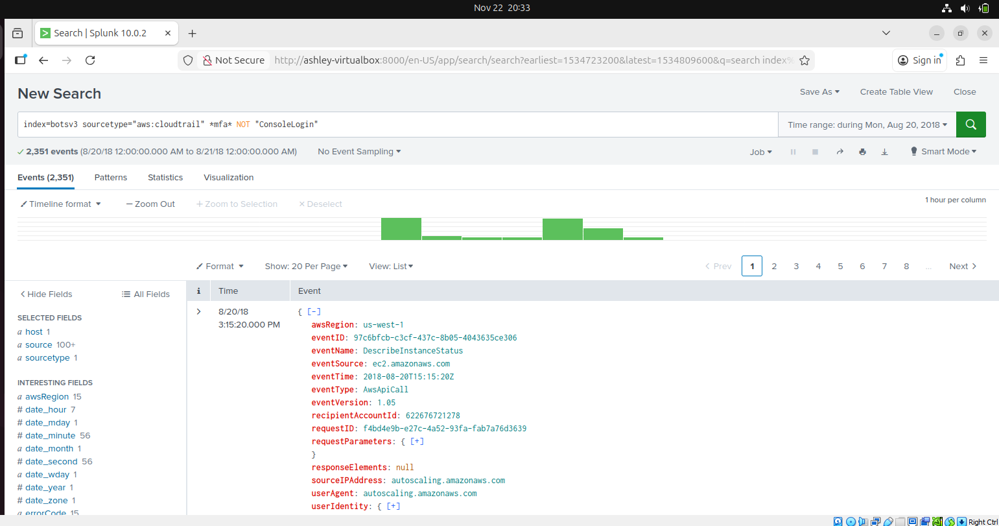 Nov 22 20:33
Search | Splunk 10.0.2
Not Secure
http://ashley-virtualbox:8000/en-US/app/search/search?earliest=1534723200&latest=1534809600&q=search index%
Sign in
New Search
Save As
Create Table View
Close
index=botsv3 sourcetype="aws:cloudtrail" *mfa* NOT "ConsoleLogin"
Time range: during Mon, Aug 20, 2018
2,351 events (8/20/18 12:00:00.000 AM to 8/21/18 12:00:00.000 AM)
No Event Sampling
Job
Smart Mode
Events (2,351)
Patterns
Statistics
Visualization
Timeline format
Zoom Out
Zoom to Selection
Deselect
1 hour per column
Format
Show: 20 Per Page
View: List
Prev 1 2 3 4 5 6 7 8 ... Next
Hide Fields
All Fields
i Time Event
SELECTED FIELDS
a host 1
a source 100+
a sourcetype 1
INTERESTING FIELDS
a awsRegion 15
# date_hour 7
# date_mday 1
# date_minute 56
a date_month 1
# date_second 56
a date_wday 1
# date_year 1
# date_zone 1
a errorCode 15
8/20/18
3:15:20.000 PM
{ [-]
awsRegion: us-west-1
eventID: 97c6bfcb-c3cf-437c-8b05-4043635ce306
eventName: DescribeInstanceStatus
eventSource: ec2.amazonaws.com
eventTime: 2018-08-20T15:15:20Z
eventType: AwsApiCall
eventVersion: 1.05
recipientAccountId: 622676721278
requestID: f4bd4e9b-e27c-4a52-93fa-fab7a76d3639
requestParameters: { [+]
}
responseElements: null
sourceIPAddress: autoscaling.amazonaws.com
userAgent: autoscaling.amazonaws.com
userIdentity: { [+]
Right Ctrl